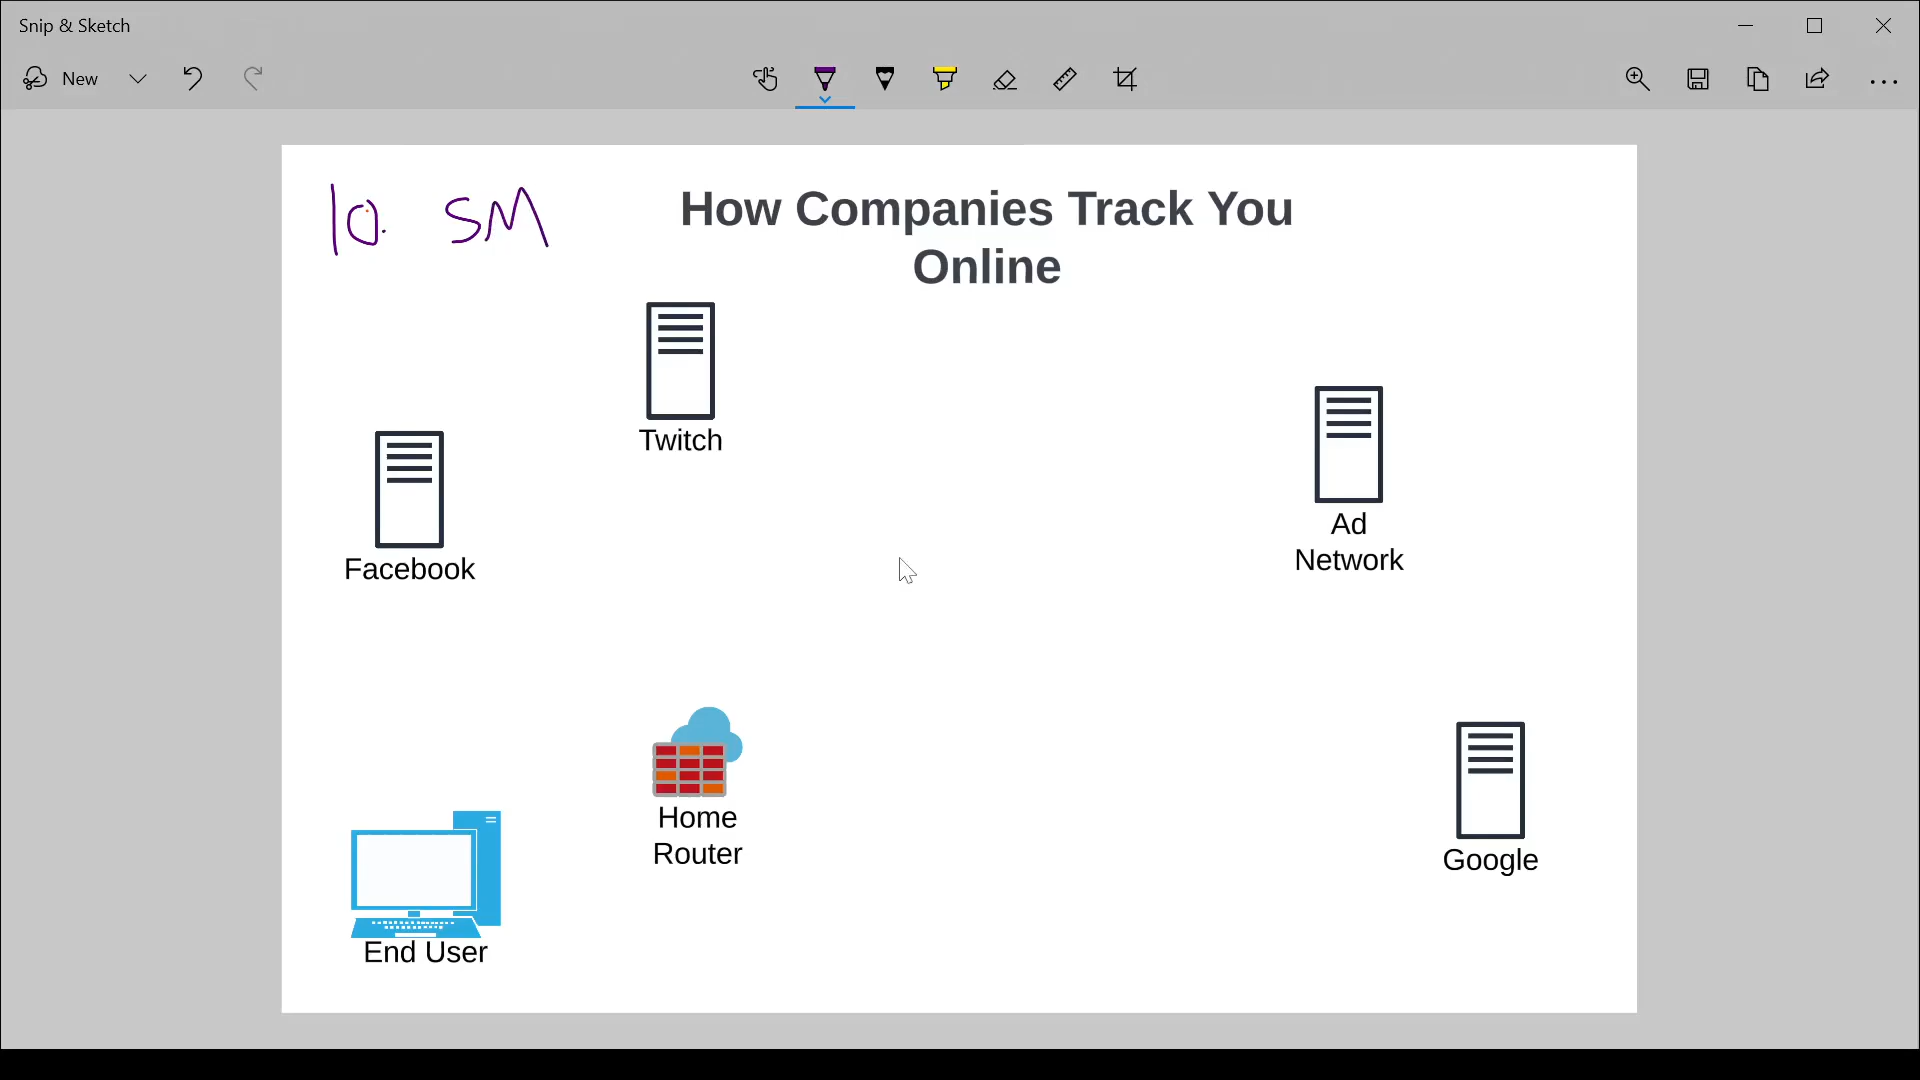 Snip & Sketch
New
10. SM
How Companies Track You
Online
Twitch
Facebook
Ad
Network
Home
Router
Google
End User